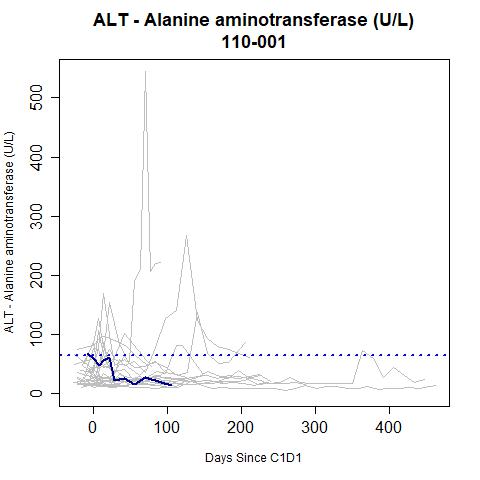 ALT - Alanine aminotransferase (U/L)
110-001
ALT - Alanine aminotransferase (U/L)
500
400
300
200
100
0
0 100 200 300 400
Days Since C1D1